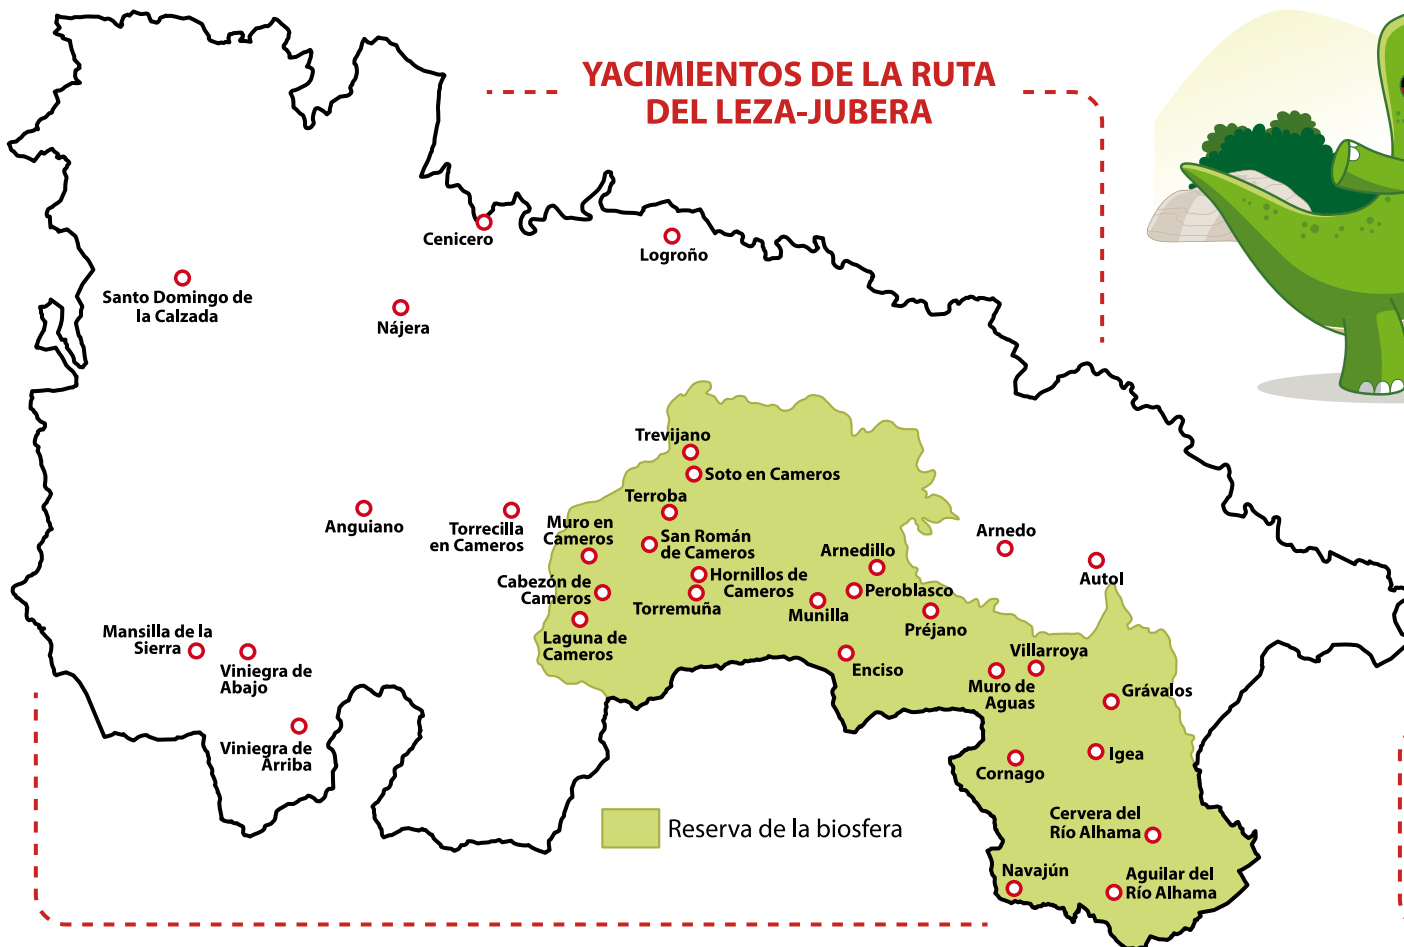 YACIMIENTOS DE LA RUTA
DEL LEZA-JUBERA
Cenicero
Logroño
Santo Domingo de
la Calzada
Nájera
Trevijano
Soto en Cameros
Terroba
Anguiano
Torrecilla
en Cameros
Muro en
Cameros
San Román
de Cameros
Arnedillo
Arnedo
Autol
Hornillos de
Cameros
Cabezón de
Cameros
Torremuña
Munilla
Peroblasco
Préjano
Laguna de
Cameros
Mansilla de la
Sierra
Viniegra de
Abajo
Enciso
Villarroya
Muro de
Aguas
Grávalos
Viniegra de
Arriba
Cornago
Igea
Reserva de la biosfera
Cervera del
Río Alhama
Navajún
Aguilar del
Río Alhama